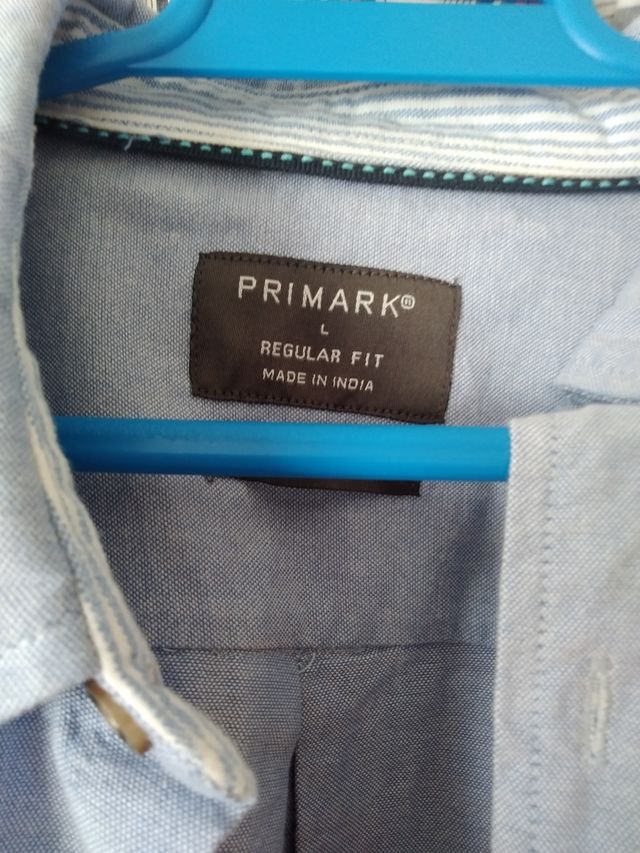 PRIMARK®
L
REGULAR FIT
MADE IN INDIA